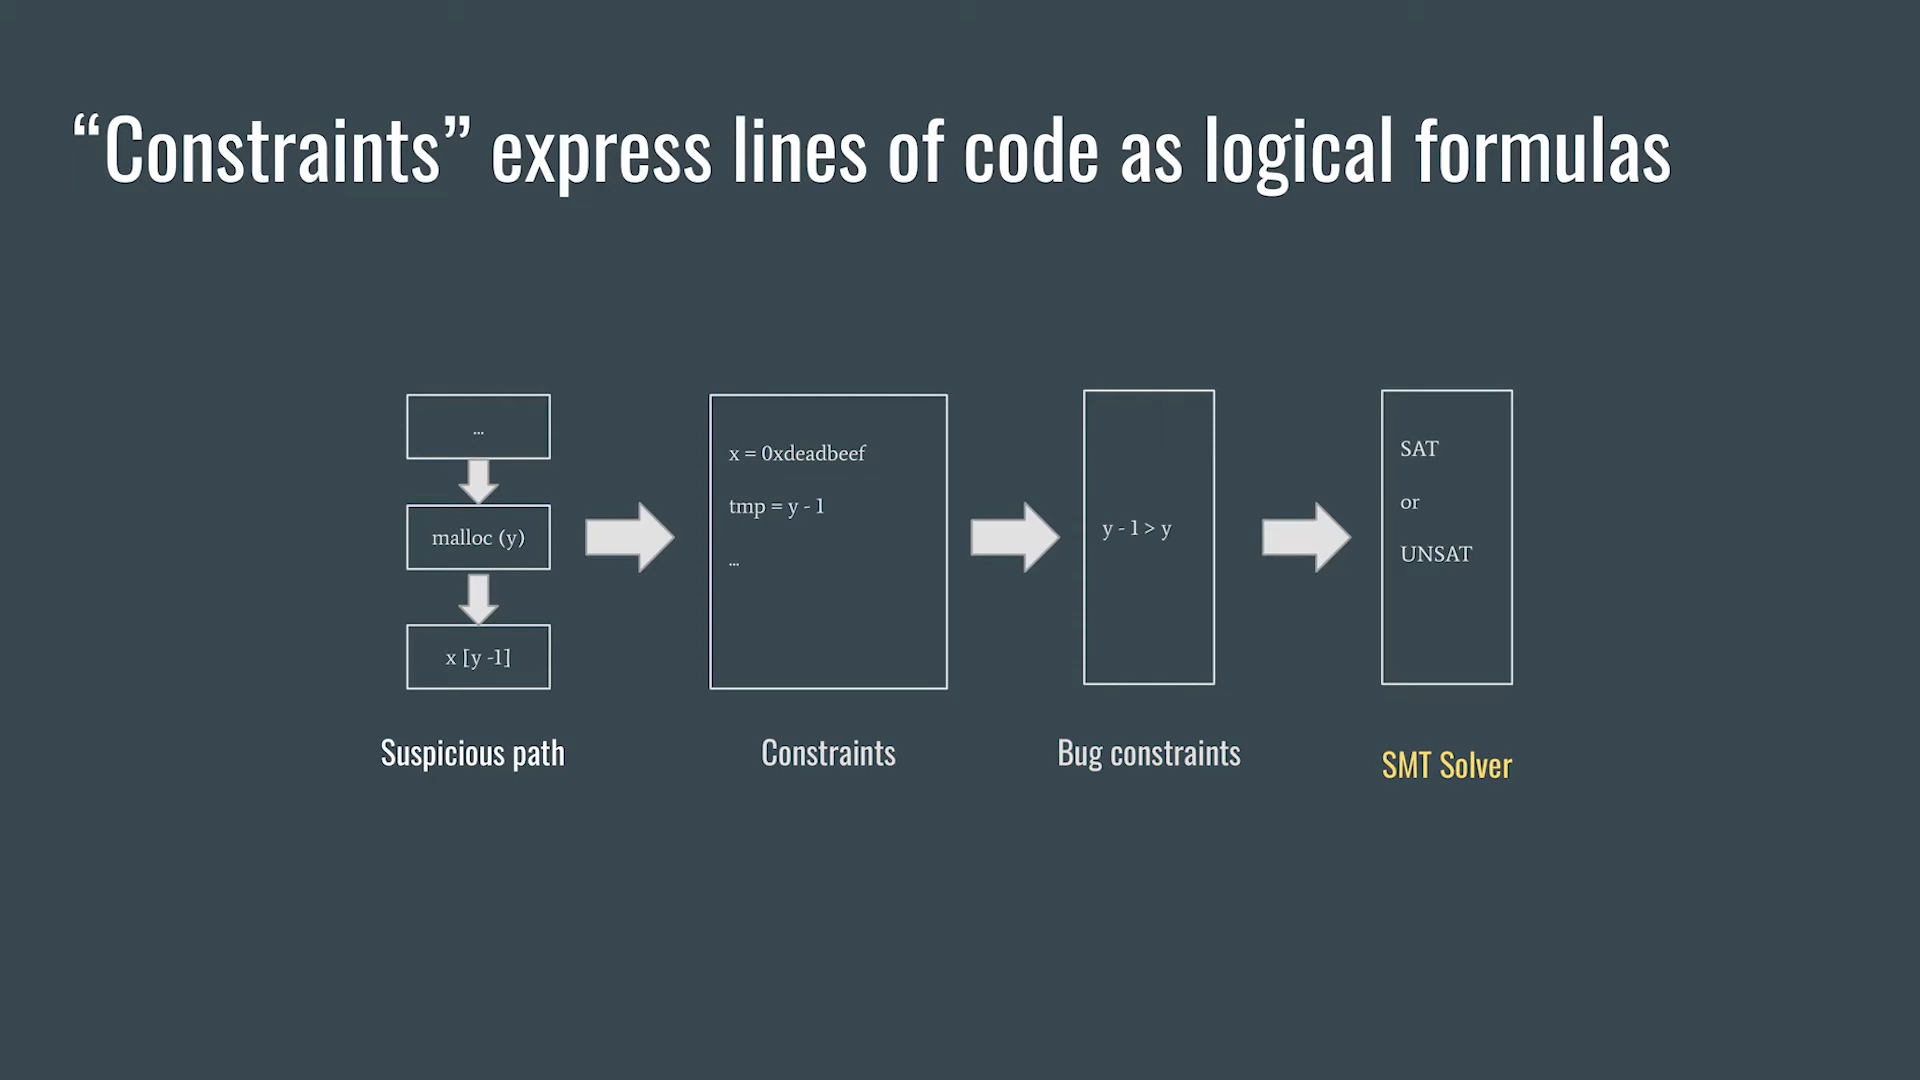 “Constraints” express lines of code as logical formulas
...
malloc (y)
x [y -1]
Suspicious path
x = 0xdeadbeef
tmp = y - 1
...
Constraints
y - 1 > y
Bug constraints
SAT
or
UNSAT
SMT Solver